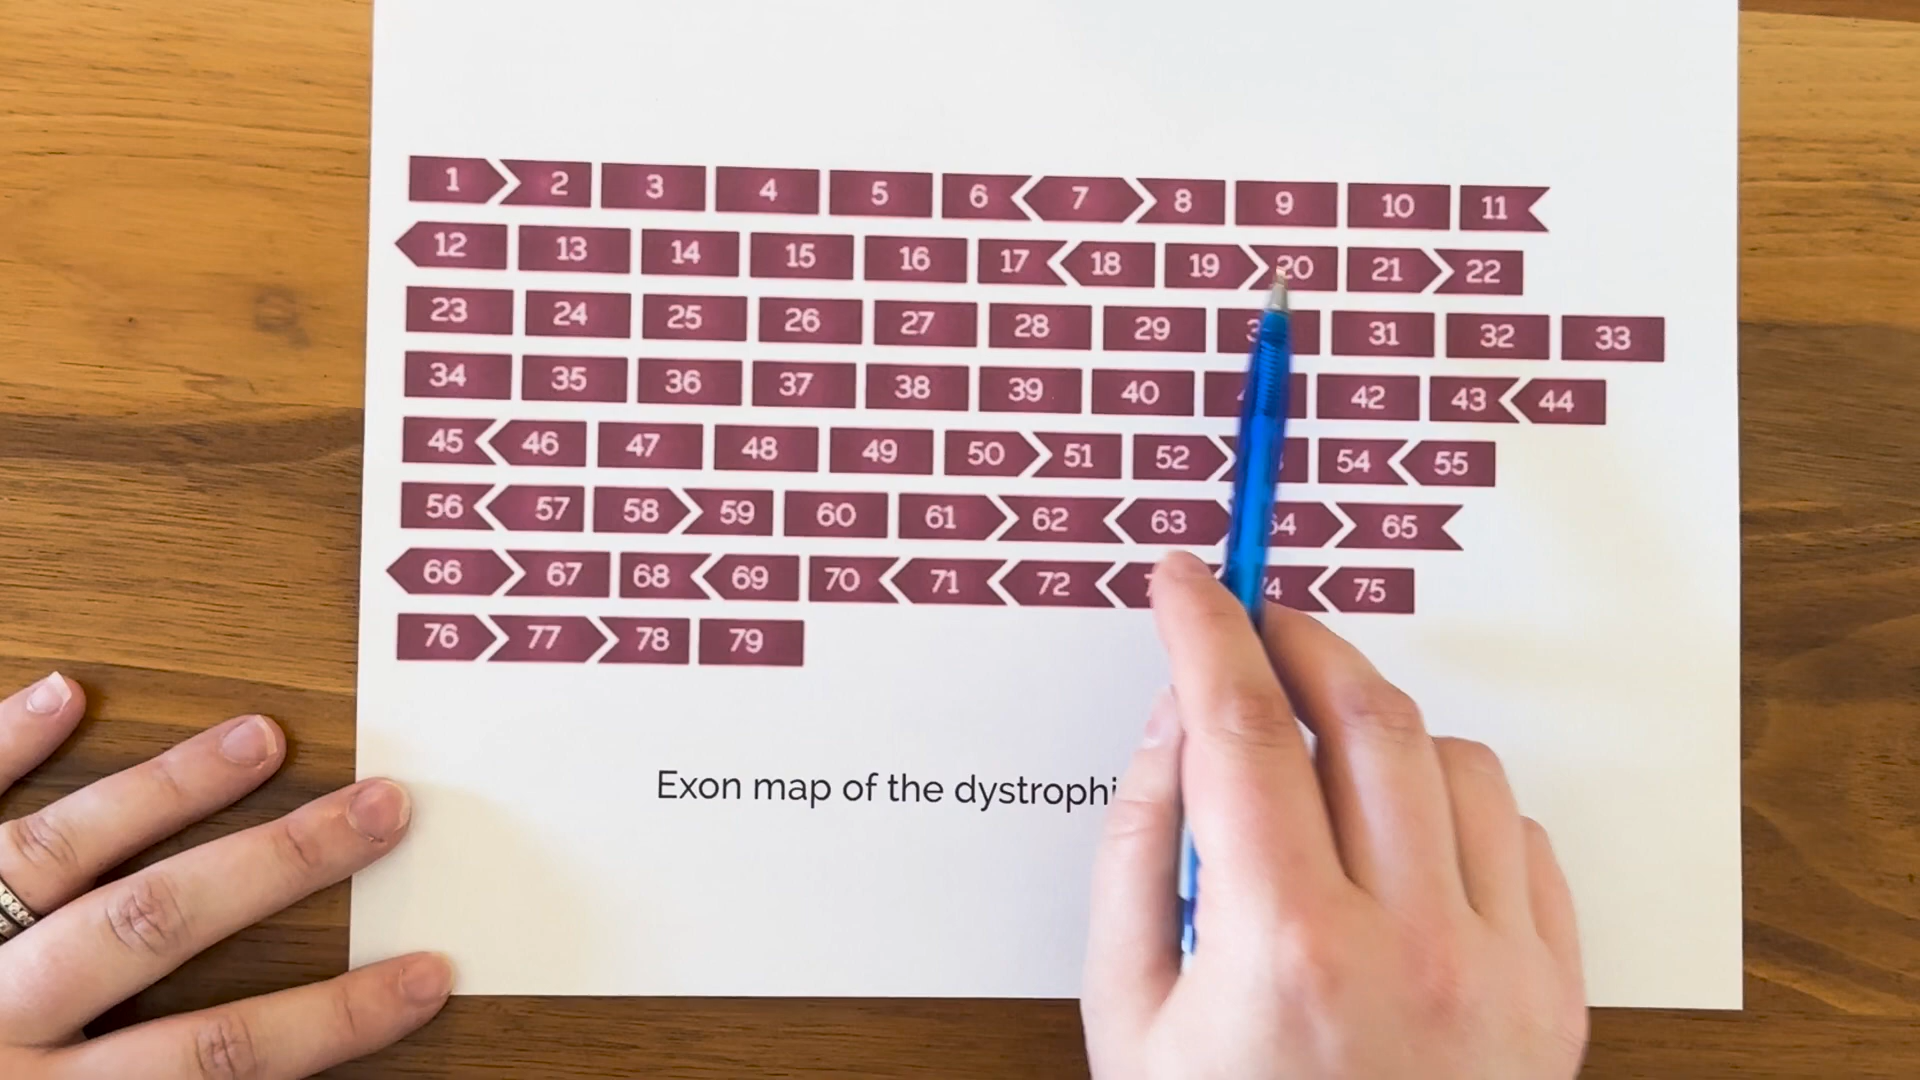 1 2 3 4 5 6 7 8 9 10 11
12 13 14 15 16 17 18 19 20 21 22
23 24 25 26 27 28 29 31 32 33
34 35 36 37 38 39 40 42 43 44
45 46 47 48 49 50 51 52 54 55
56 57 58 59 60 61 62 63 65
66 67 68 69 70 71 72 75
76 77 78 79
Exon map of the